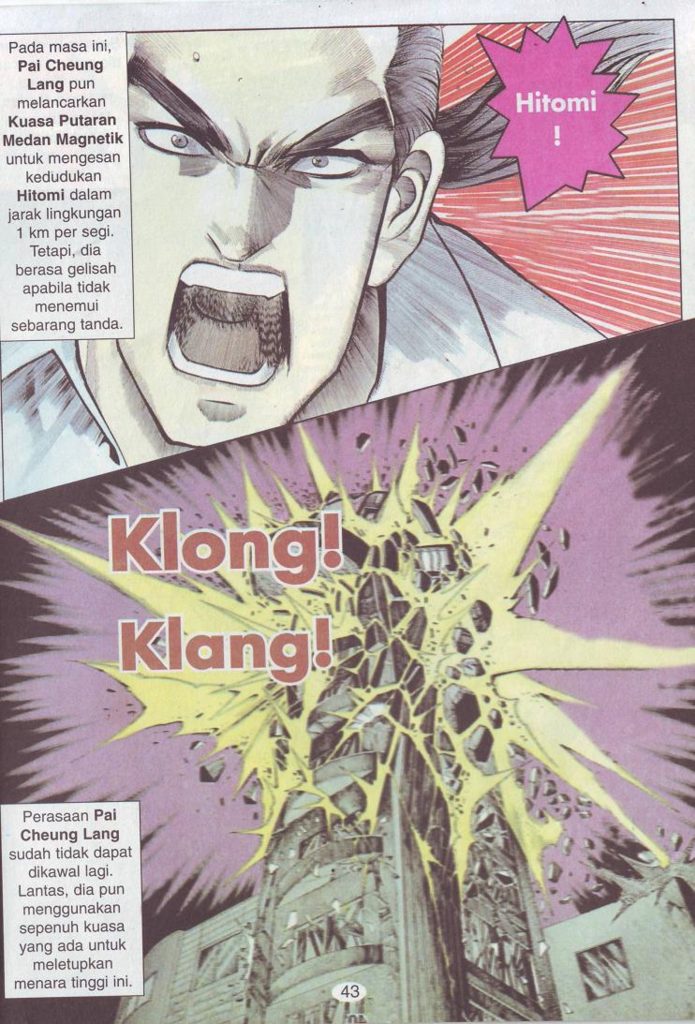 Pada masa ini,
Pai Cheung
Lang pun
melancarkan
Kuasa Putaran
Medan Magnetik
untuk mengesan
kedudukan
Hitomi dalam
jarak lingkungan
1 km per segi.
Tetapi, dia
berasa gelisah
apabila tidak
menemui
sebarang tanda.
Hitomi
!
Klong!
Klang!
Perasaan Pai
Cheung Lang
sudah tidak dapat
dikawal lagi.
Lantas, dia pun
menggunakan
sepenuh kuasa
yang ada untuk
meletupkan
menara tinggi ini.
43